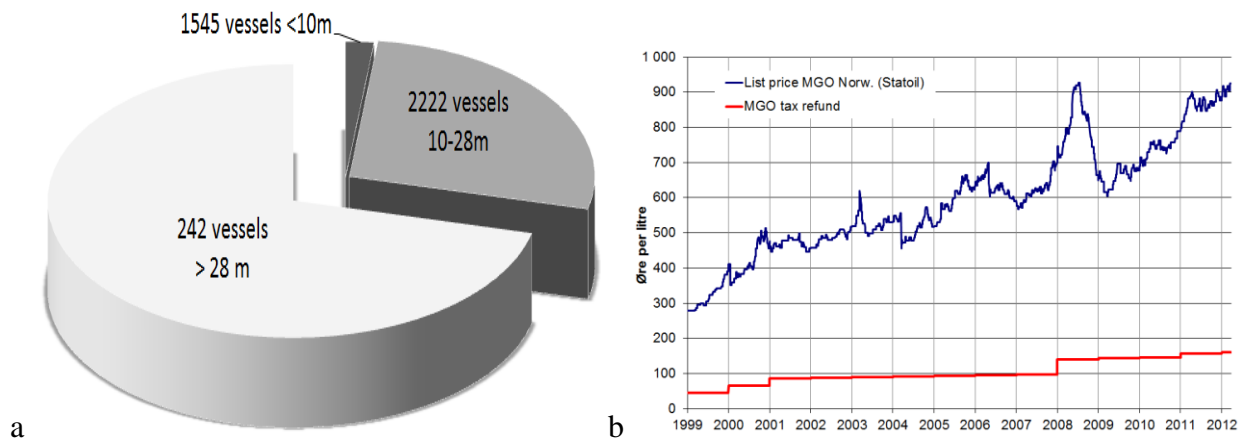 1545 vessels <10m
2222 vessels
10-28m
242 vessels
> 28 m
a
1 000
900
800
700
600
500
400
300
200
100
0
Øre per litre
List price MGO Norw. (Statoil)
MGO tax refund
1999 2000 2001 2002 2003 2004 2005 2006 2007 2008 2009 2010 2011 2012
b